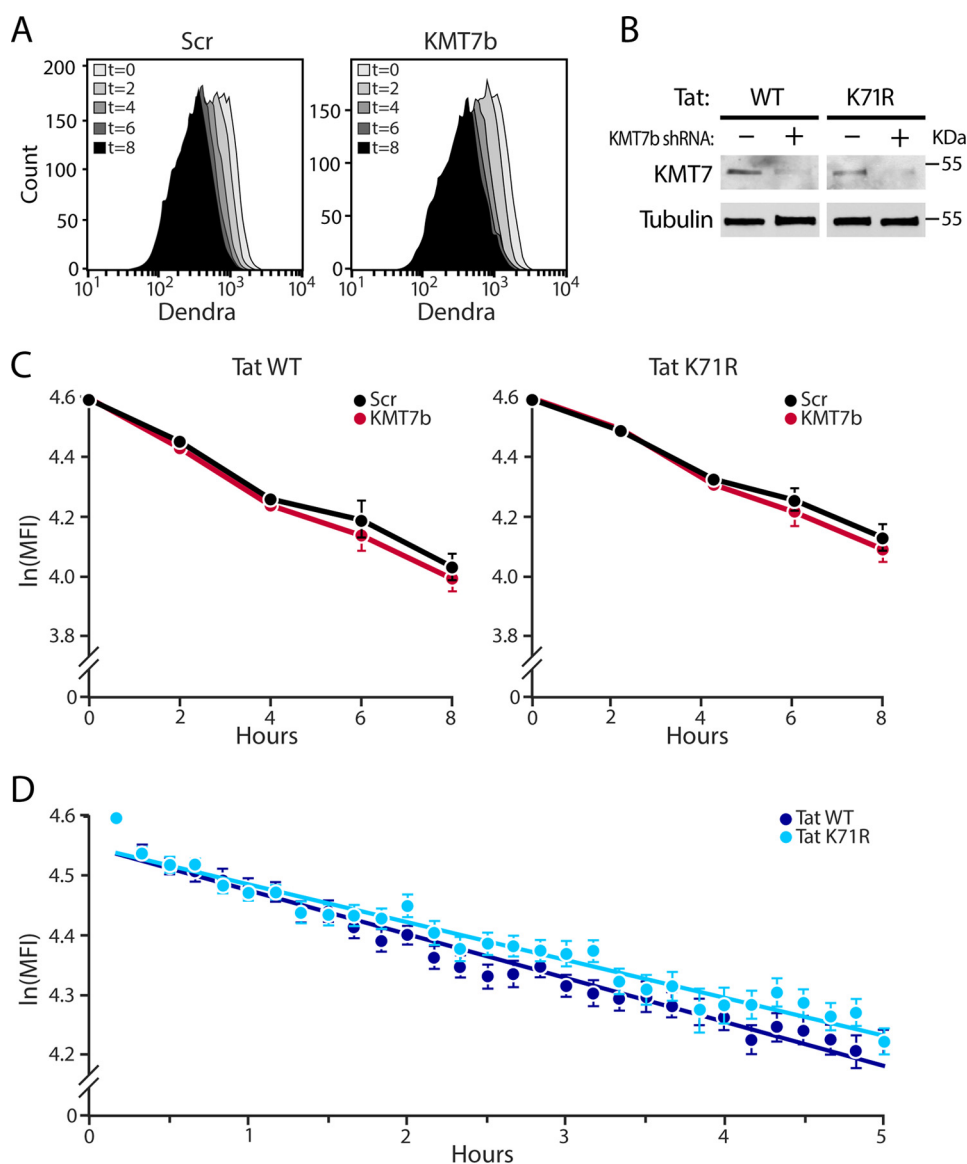 A
Scr
KMT7b
200
150
100
50
0
Count
t=0
t=2
t=4
t=6
t=8
101
102
103
104
Dendra
150
100
50
0
t=0
t=2
t=4
t=6
t=8
101
102
103
104
Dendra
B
Tat: WT K71R
KMT7b shRNA: − + − + KDa
KMT7 55
Tubulin 55
C
Tat WT
4.6
4.4
4.2
4.0
3.8
0
ln(MFI)
Scr
KMT7b
0 2 4 6 8
Hours
Tat K71R
4.6
4.4
4.2
4.0
3.8
0
Scr
KMT7b
0 2 4 6 8
Hours
D
4.6
4.5
4.4
4.3
4.2
0
ln(MFI)
Tat WT
Tat K71R
0 1 2 3 4 5
Hours